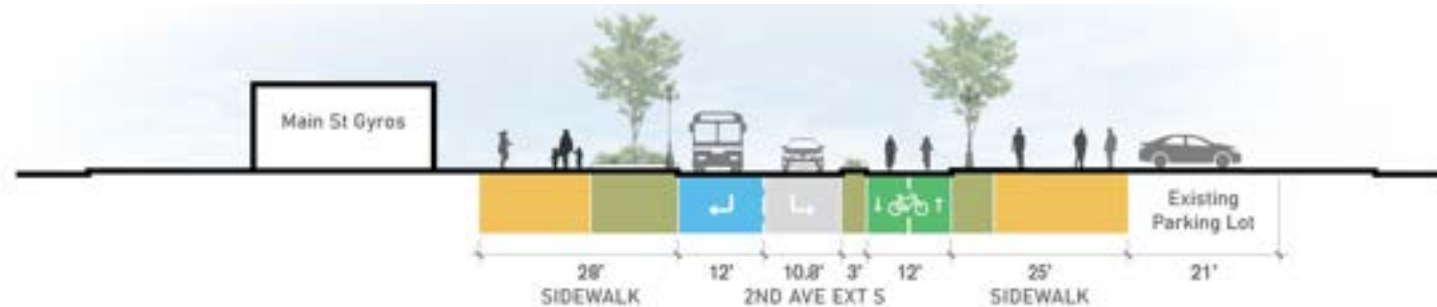 Main St Gyros
Existing
Parking Lot
28' 12' 10.8' 3' 12' 25' 21'
SIDEWALK 2ND AVE EXT S SIDEWALK